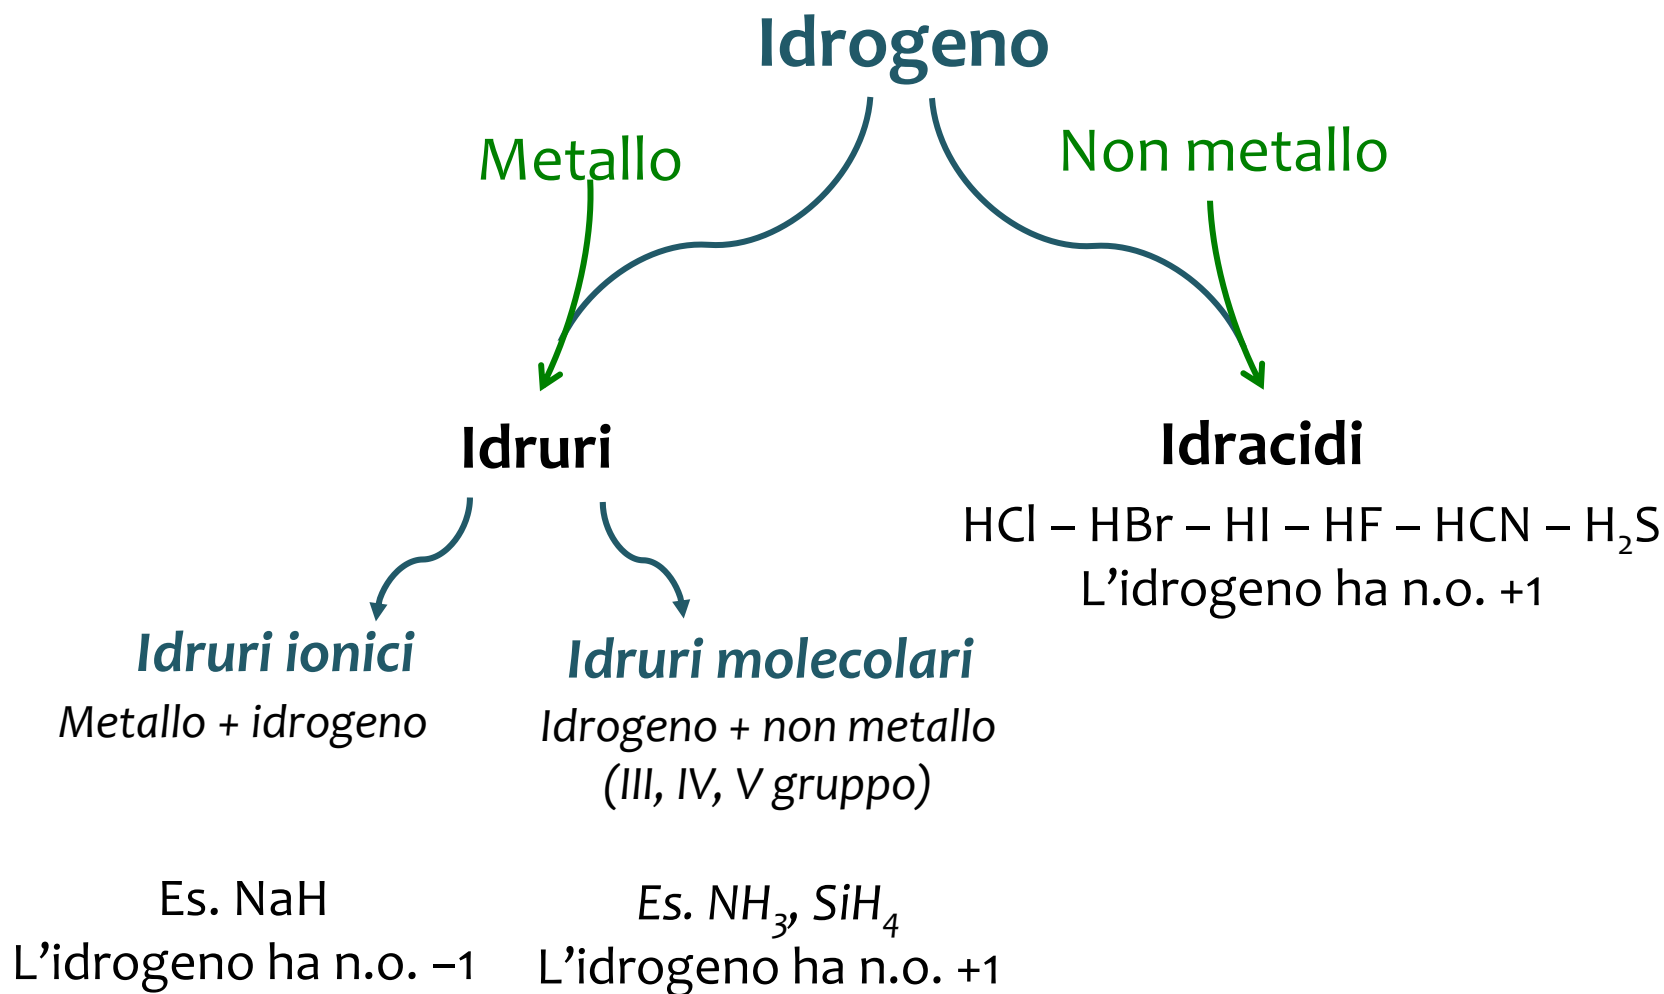 Idrogeno
Metallo
Non metallo
Idruri
Idracidi
HCl – HBr – HI – HF – HCN – H₂S
L’idrogeno ha n.o. +1
Idruri ionici
Metallo + idrogeno
Idruri molecolari
Idrogeno + non metallo
(III, IV, V gruppo)
Es. NaH
L’idrogeno ha n.o. –1
Es. NH₃, SiH₄
L’idrogeno ha n.o. +1